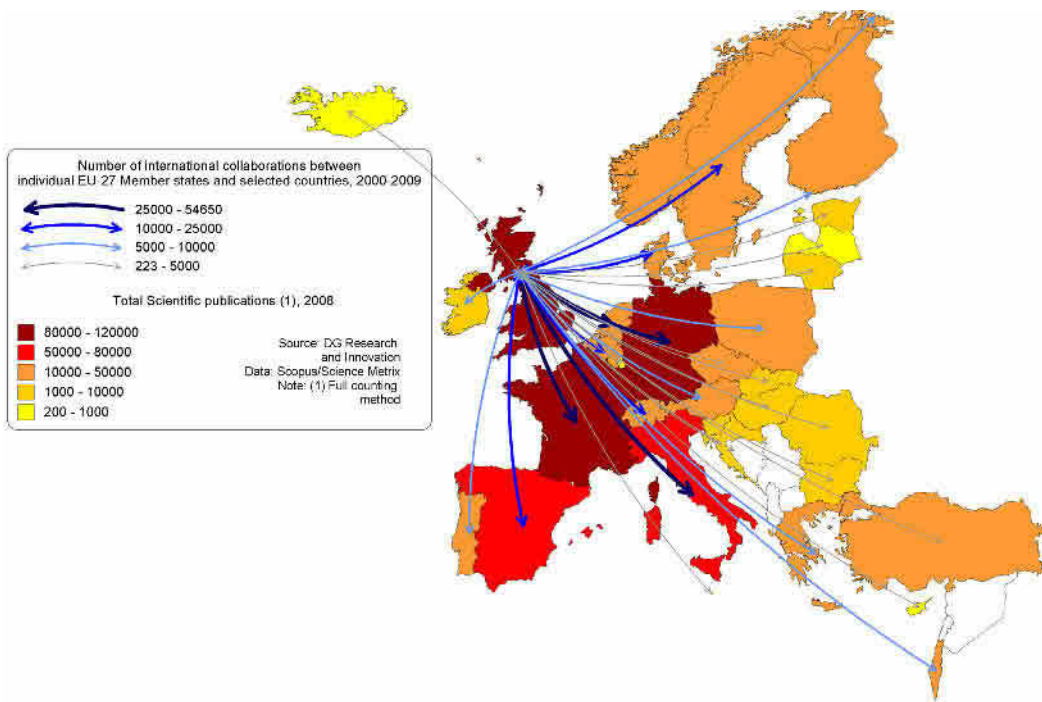 Number of international collaborations between
individual EU-27 Member states and selected countries, 2000-2009
25000 - 54650
10000 - 25000
5000 - 10000
223 - 5000
Total Scientific publications (1), 2008
80000 - 120000
50000 - 80000
10000 - 50000
1000 - 10000
200 - 1000
Source: DG Research
and Innovation
Data: Scopus/Science Metrix
Note: (1) Full counting
method